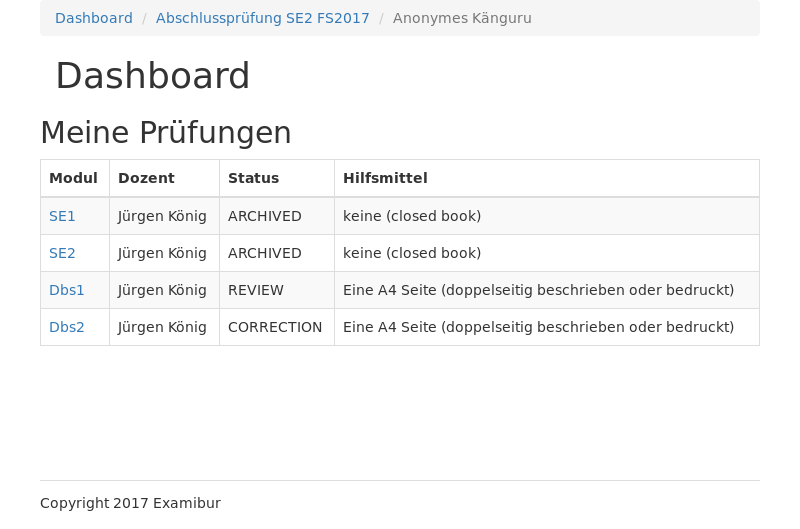 Dashboard / Abschlussprüfung SE2 FS2017 / Anonymes Känguru
Dashboard
Meine Prüfungen
Modul Dozent Status Hilfsmittel
SE1 Jürgen König ARCHIVED keine (closed book)
SE2 Jürgen König ARCHIVED keine (closed book)
Dbs1 Jürgen König REVIEW Eine A4 Seite (doppelseitig beschrieben oder bedruckt)
Dbs2 Jürgen König CORRECTION Eine A4 Seite (doppelseitig beschrieben oder bedruckt)
Copyright 2017 Examibur